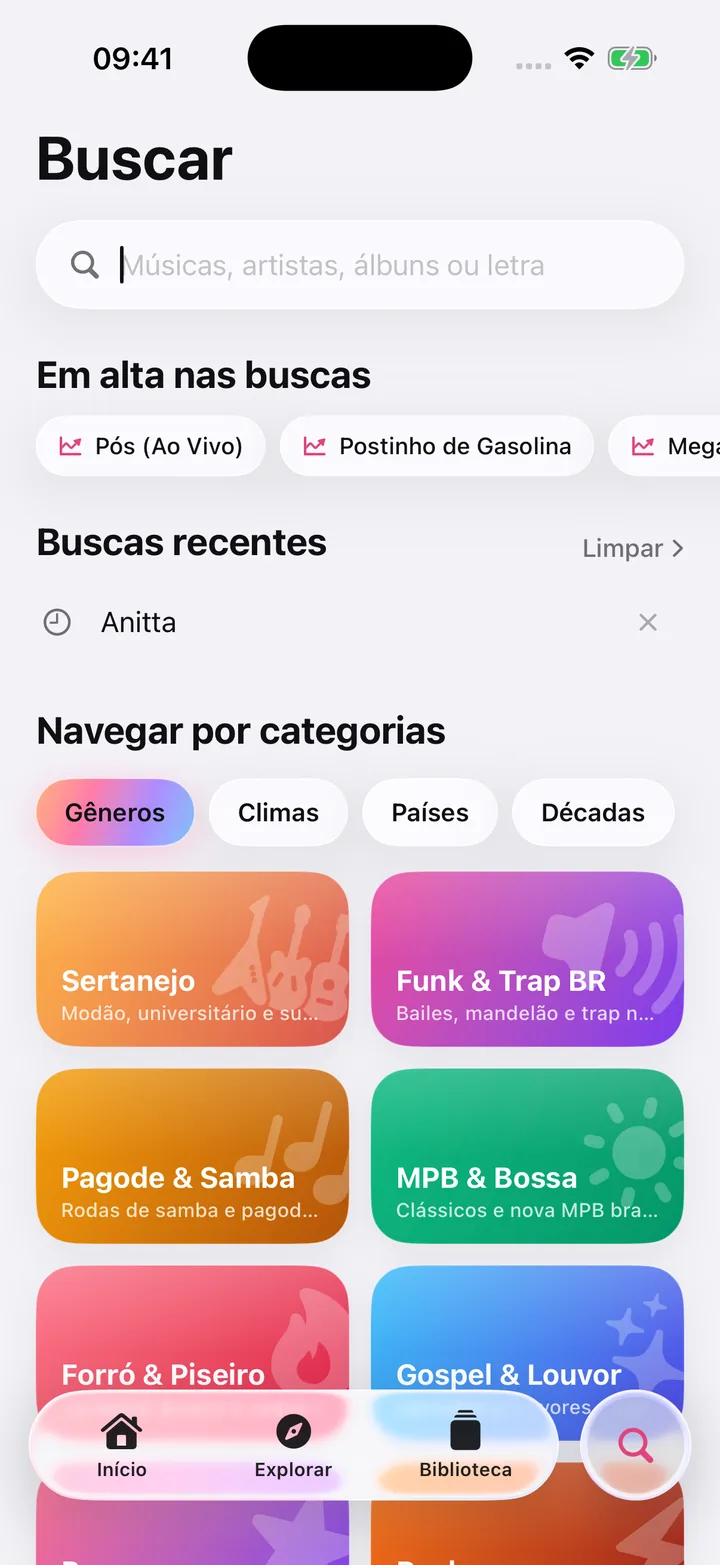 09:41
Buscar
Músicas, artistas, álbuns ou letra
Em alta nas buscas
Pós (Ao Vivo)
Postinho de Gasolina
Buscas recentes
Limpar
Anitta
Navegar por categorias
Gêneros
Climas
Países
Décadas
Sertanejo
Modão, universitário e su...
Funk & Trap BR
Bailes, mandelão e trap n...
Pagode & Samba
Rodas de samba e pagod...
MPB & Bossa
Clássicos e nova MPB bra...
Forró & Piseiro
Gospel & Louvor
Início
Explorar
Biblioteca